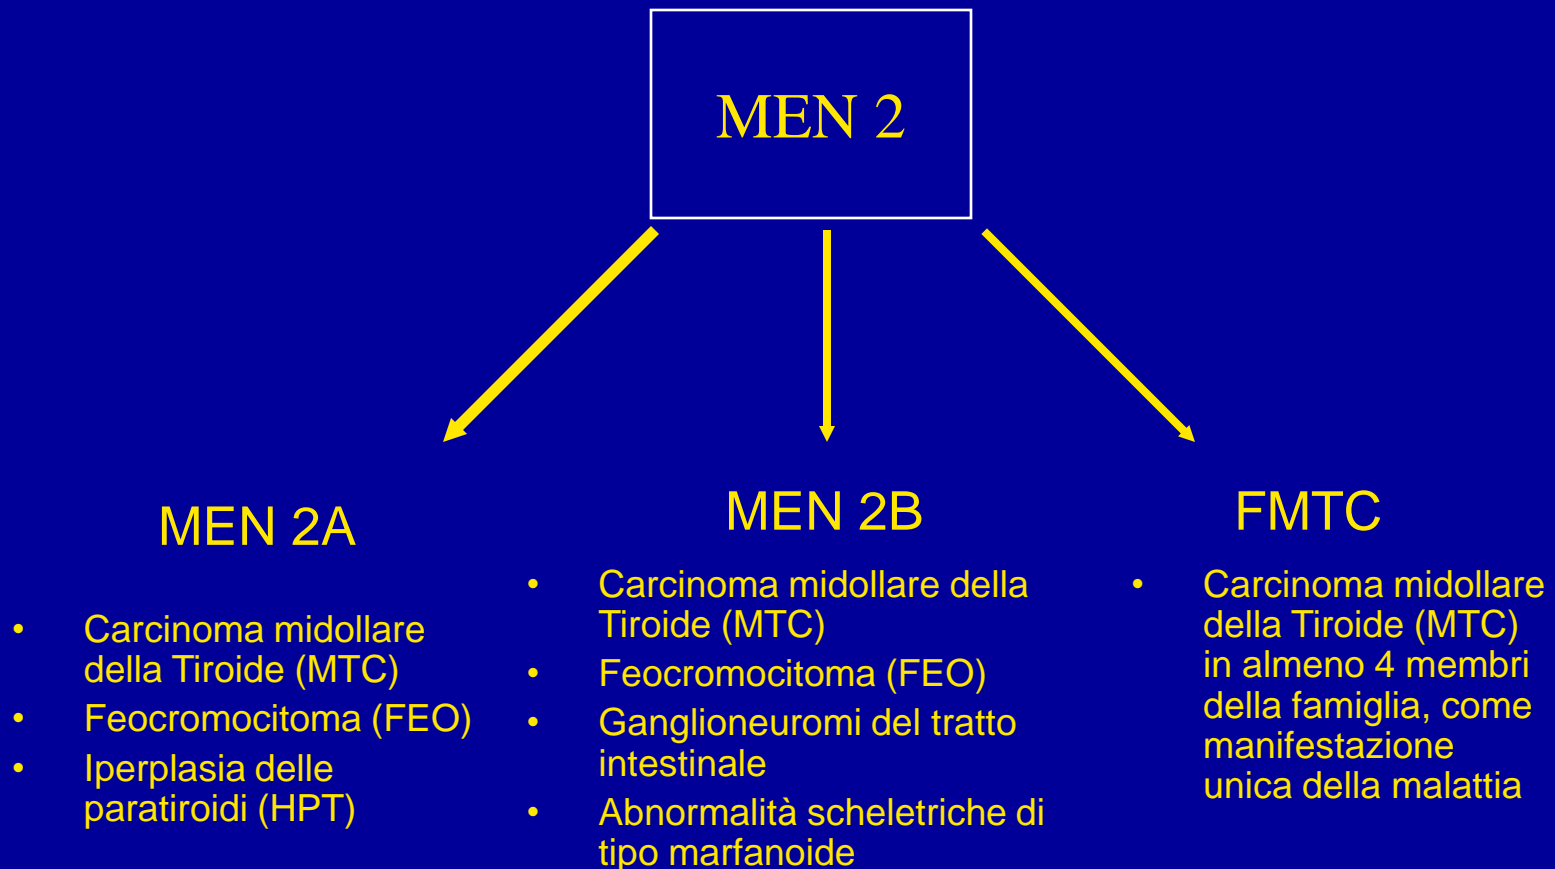 MEN 2
MEN 2A
• Carcinoma midollare
della Tiroide (MTC)
• Feocromocitoma (FEO)
• Iperplasia delle
paratiroidi (HPT)
MEN 2B
• Carcinoma midollare della
Tiroide (MTC)
• Feocromocitoma (FEO)
• Ganglioneuromi del tratto
intestinale
• Abnormalità scheletriche di
tipo marfanoide
FMTC
• Carcinoma midollare
della Tiroide (MTC)
in almeno 4 membri
della famiglia, come
manifestazione
unica della malattia